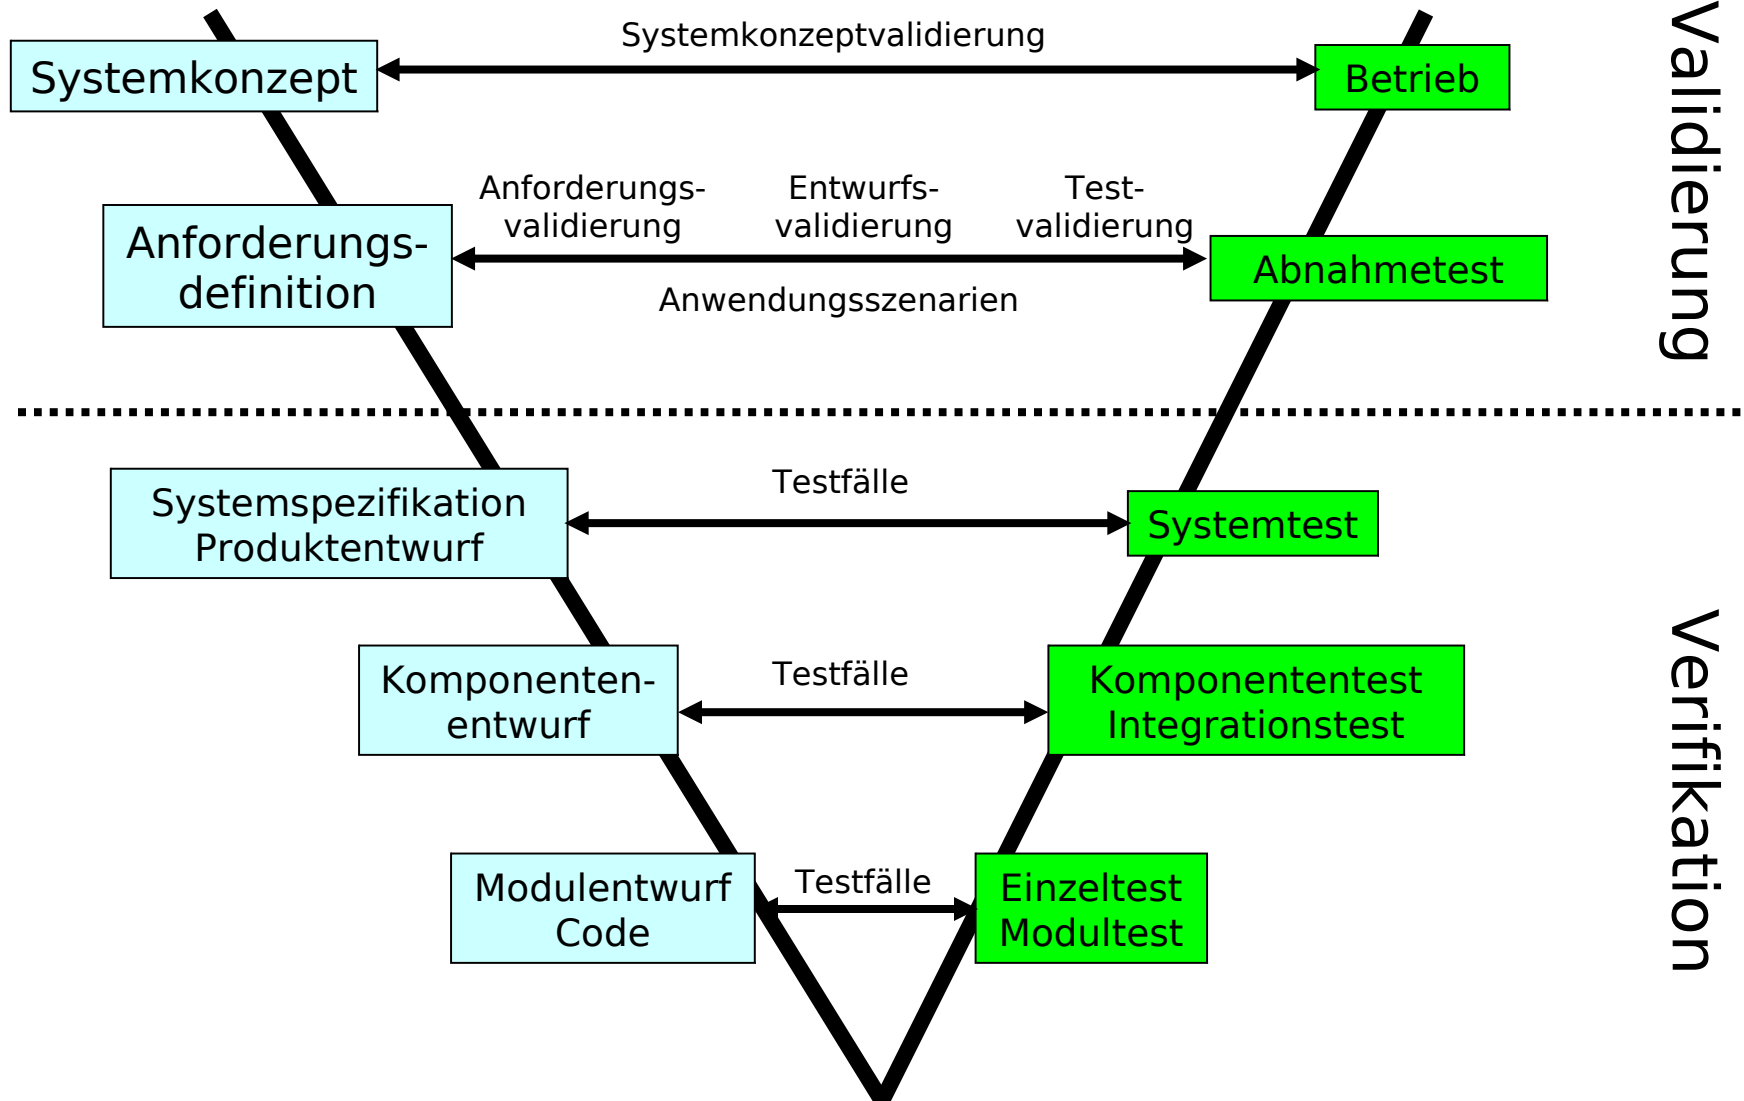 Systemkonzeptvalidierung
Systemkonzept
Betrieb
Validierung
Anforderungs-
validierung
Entwurfs-
validierung
Test-
validierung
Anforderungs-
definition
Abnahmetest
Anwendungsszenarien
Testfälle
Systemspezifikation
Produktentwurf
Systemtest
Verifikation
Testfälle
Komponenten-
entwurf
Komponententest
Integrationstest
Testfälle
Modulentwurf
Code
Einzeltest
Modultest